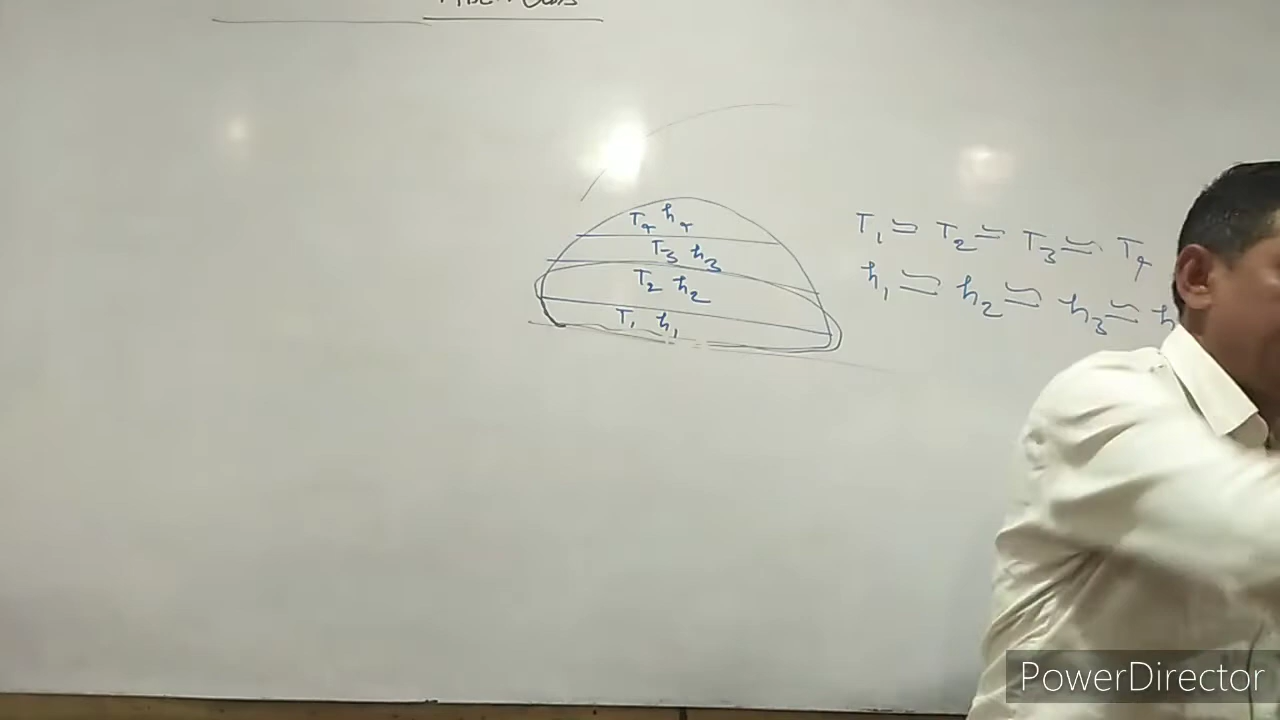 T₄ h₄
T₃ h₃
T₂ h₂
T₁ h₁
T₁ ≃ T₂ ≃ T₃ ≃ T₄
h₁ ≃ h₂ ≃ h₃ ≃ h
PowerDirector